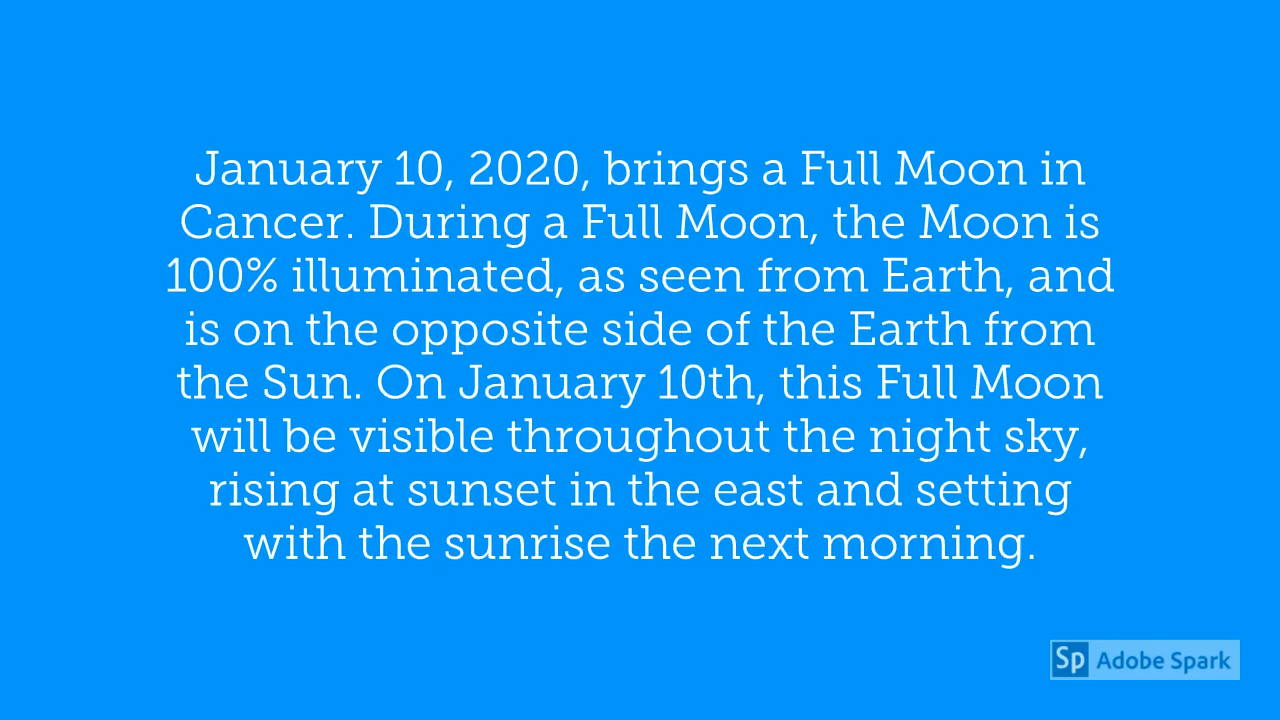 January 10, 2020, brings a Full Moon in
Cancer. During a Full Moon, the Moon is
100% illuminated, as seen from Earth, and
is on the opposite side of the Earth from
the Sun. On January 10th, this Full Moon
will be visible throughout the night sky,
rising at sunset in the east and setting
with the sunrise the next morning.
Sp Adobe Spark